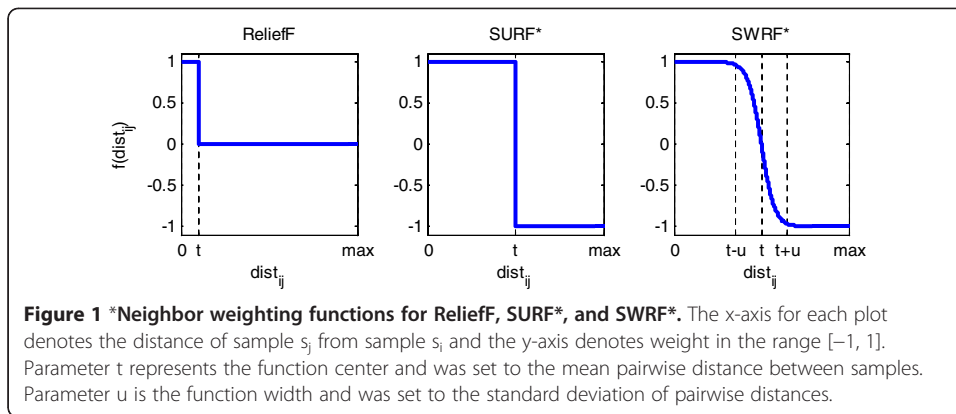 ReliefF
SURF*
SWRF*
1
0.5
0
-0.5
-1
0 t max
dist_ij
f(dist_ij)
1
0.5
0
-0.5
-1
0 t max
dist_ij
1
0.5
0
-0.5
-1
0 t-u t t+u max
dist_ij
Figure 1 *Neighbor weighting functions for ReliefF, SURF*, and SWRF*. The x-axis for each plot
denotes the distance of sample s_j from sample s_i and the y-axis denotes weight in the range [−1, 1].
Parameter t represents the function center and was set to the mean pairwise distance between samples.
Parameter u is the function width and was set to the standard deviation of pairwise distances.